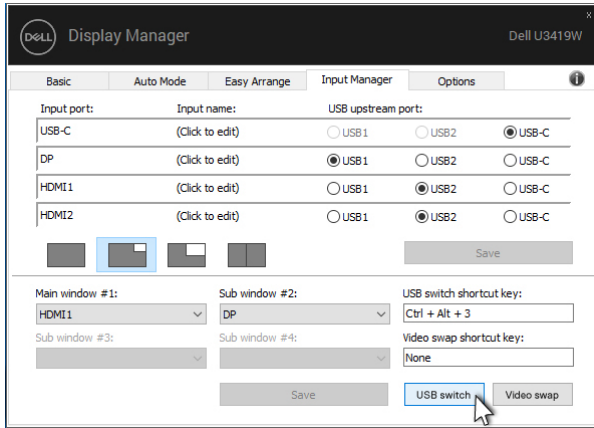 x
DELL Display Manager Dell U3419W
Basic Auto Mode Easy Arrange Input Manager Options i
Input port: Input name: USB upstream port:
USB-C (Click to edit) USB1 USB2 USB-C
DP (Click to edit) USB1 USB2 USB-C
HDMI1 (Click to edit) USB1 USB2 USB-C
HDMI2 (Click to edit) USB1 USB2 USB-C
Save
Main window #1: Sub window #2: USB switch shortcut key:
HDMI1 DP Ctrl + Alt + 3
Sub window #3: Sub window #4: Video swap shortcut key:
None
Save USB switch Video swap